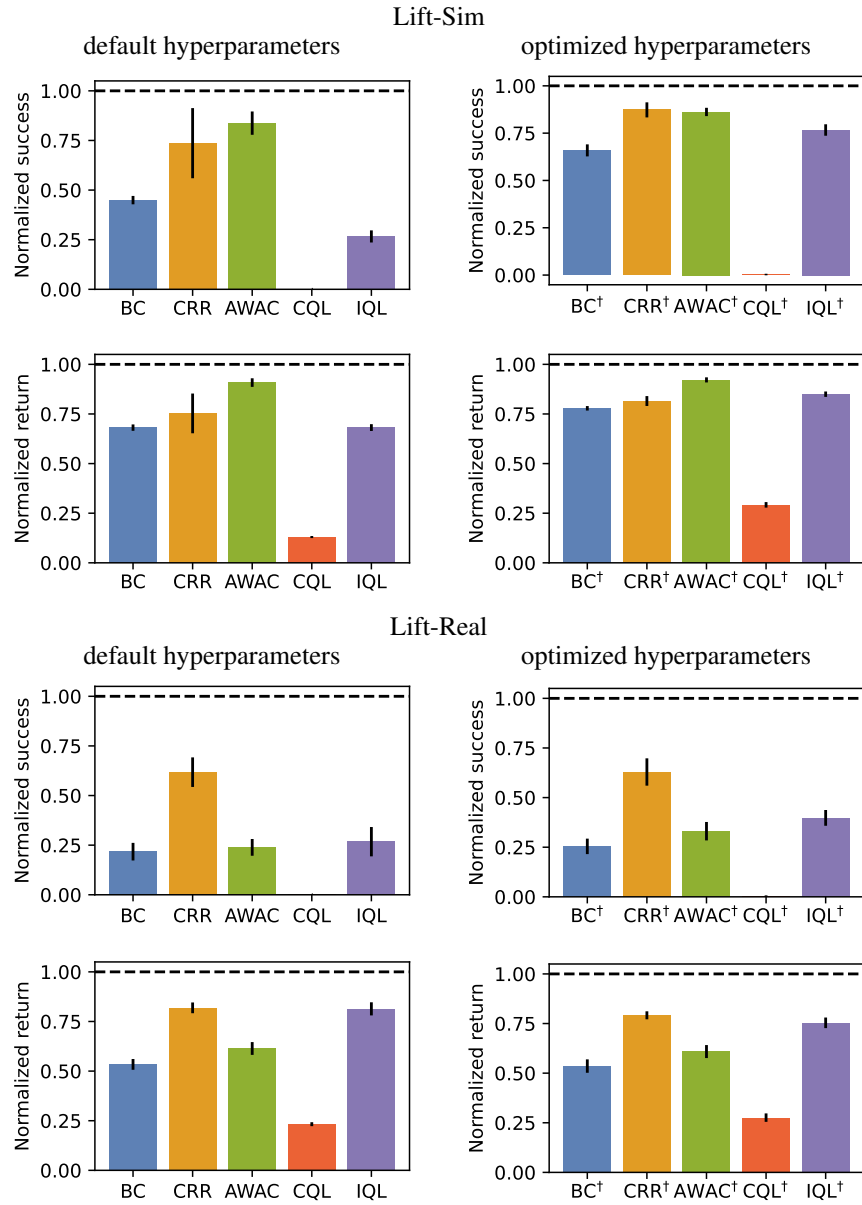 Lift-Sim
default hyperparameters
optimized hyperparameters
Normalized success
1.00
0.75
0.50
0.25
0.00
BC CRR AWAC CQL IQL
Normalized success
1.00
0.75
0.50
0.25
0.00
BC† CRR† AWAC† CQL† IQL†
Normalized return
1.00
0.75
0.50
0.25
0.00
BC CRR AWAC CQL IQL
Normalized return
1.00
0.75
0.50
0.25
0.00
BC† CRR† AWAC† CQL† IQL†
Lift-Real
default hyperparameters
optimized hyperparameters
Normalized success
1.00
0.75
0.50
0.25
0.00
BC CRR AWAC CQL IQL
Normalized success
1.00
0.75
0.50
0.25
0.00
BC† CRR† AWAC† CQL† IQL†
Normalized return
1.00
0.75
0.50
0.25
0.00
BC CRR AWAC CQL IQL
Normalized return
1.00
0.75
0.50
0.25
0.00
BC† CRR† AWAC† CQL† IQL†